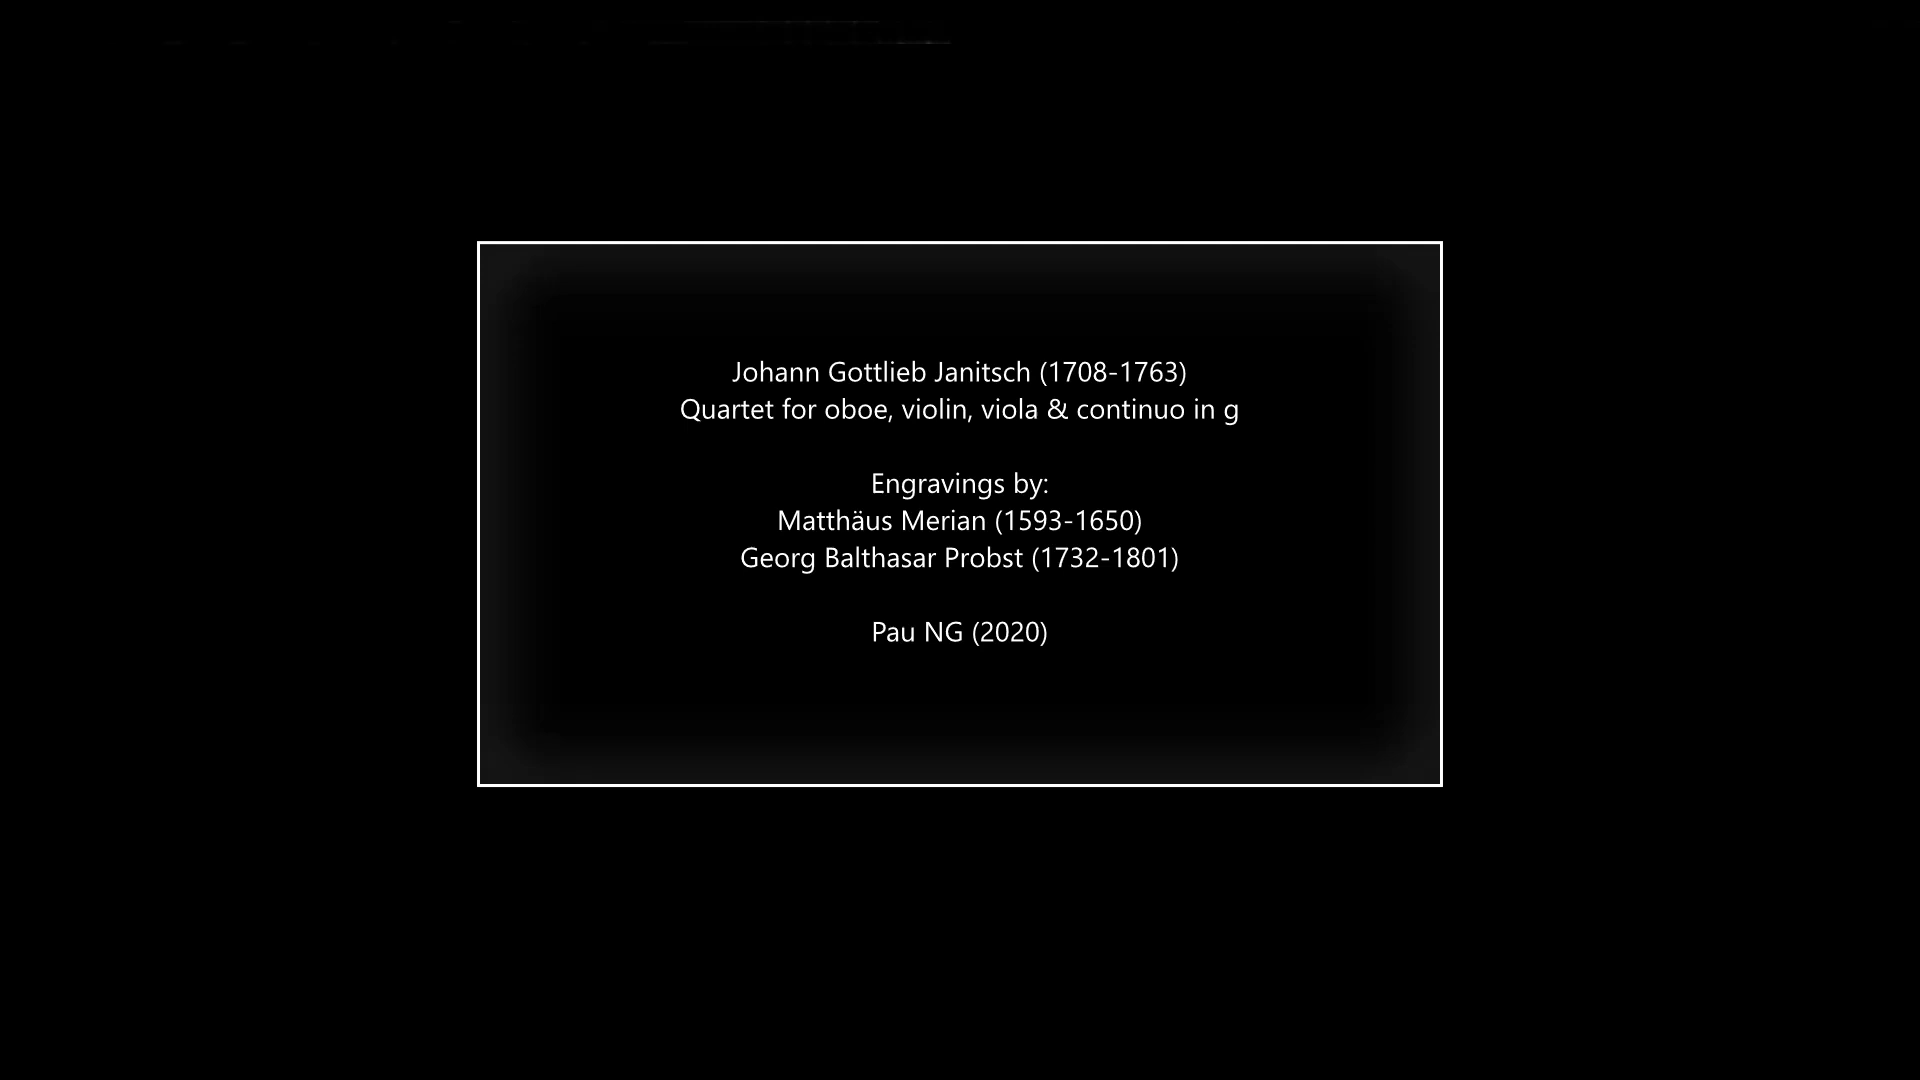 Johann Gottlieb Janitsch (1708-1763)
Quartet for oboe, violin, viola & continuo in g
Engravings by:
Matthäus Merian (1593-1650)
Georg Balthasar Probst (1732-1801)
Pau NG (2020)